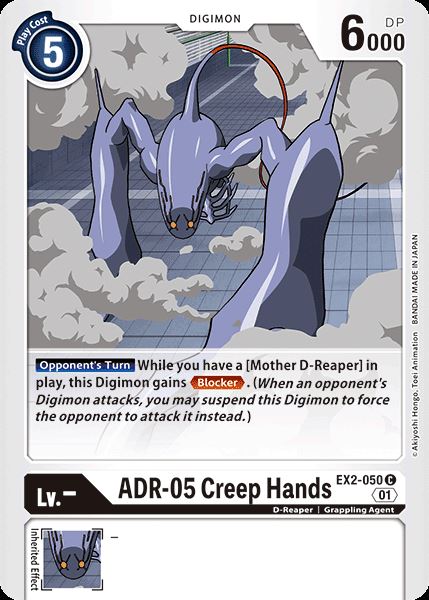 DIGIMON
Play Cost
5
DP
6000
Opponent's Turn While you have a [Mother D-Reaper] in
play, this Digimon gains Blocker. (When an opponent's
Digimon attacks, you may suspend this Digimon to force
the opponent to attack it instead.)
©Akiyoshi Hongo, Toei Animation BANDAI MADE IN JAPAN
Lv.–
ADR-05 Creep Hands
EX2-050 C
01
D-Reaper | Grappling Agent
Inherited Effect
–